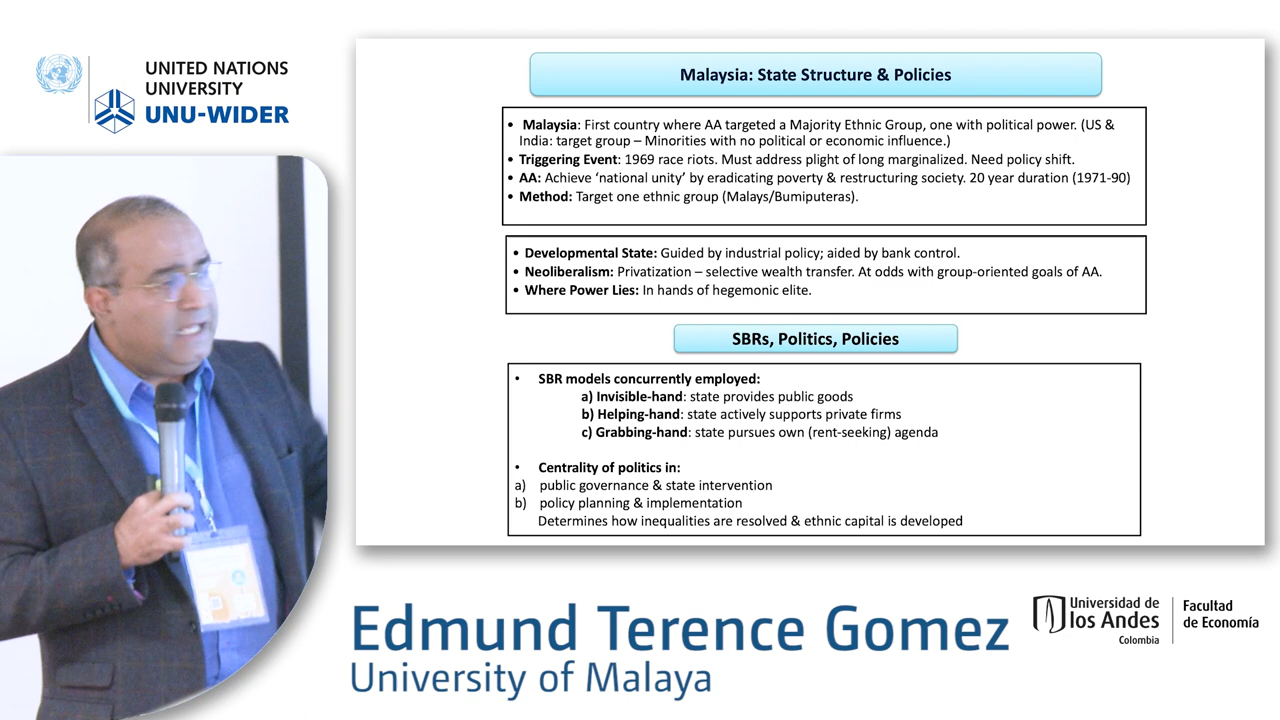 UNITED NATIONS
UNIVERSITY
UNU-WIDER
Malaysia: State Structure & Policies
• Malaysia: First country where AA targeted a Majority Ethnic Group, one with political power. (US &
India: target group – Minorities with no political or economic influence.)
• Triggering Event: 1969 race riots. Must address plight of long marginalized. Need policy shift.
• AA: Achieve ‘national unity’ by eradicating poverty & restructuring society. 20 year duration (1971-90)
• Method: Target one ethnic group (Malays/Bumiputeras).
• Developmental State: Guided by industrial policy; aided by bank control.
• Neoliberalism: Privatization – selective wealth transfer. At odds with group-oriented goals of AA.
• Where Power Lies: In hands of hegemonic elite.
SBRs, Politics, Policies
• SBR models concurrently employed:
a) Invisible-hand: state provides public goods
b) Helping-hand: state actively supports private firms
c) Grabbing-hand: state pursues own (rent-seeking) agenda
• Centrality of politics in:
a) public governance & state intervention
b) policy planning & implementation
Determines how inequalities are resolved & ethnic capital is developed
Edmund Terence Gomez
University of Malaya
Universidad de
los Andes
Colombia
Facultad
de Economía